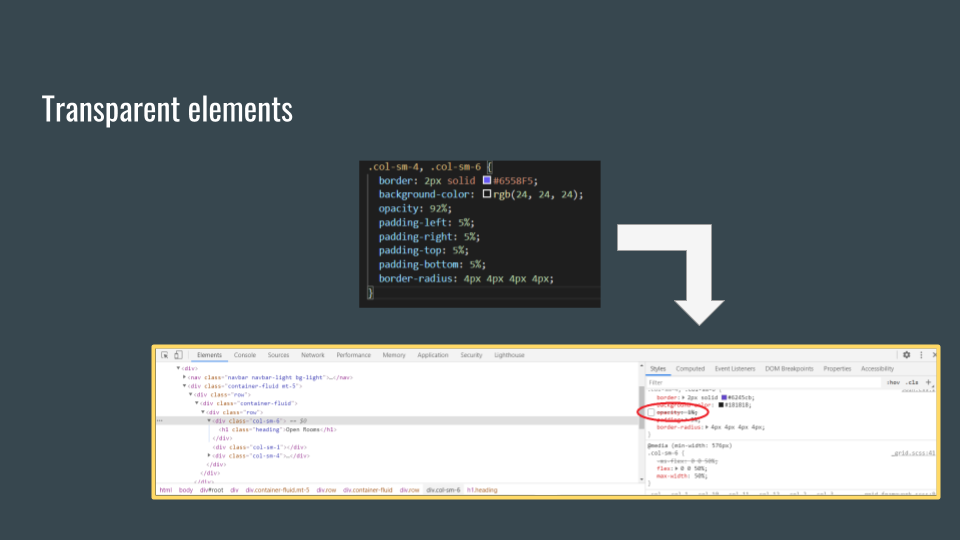 Transparent elements
.col-sm-4, .col-sm-6 {
border: 2px solid #6558F5;
background-color: rgb(24, 24, 24);
opacity: 92%;
padding-left: 5%;
padding-right: 5%;
padding-top: 5%;
padding-bottom: 5%;
border-radius: 4px 4px 4px 4px;
}
Elements Console Sources Network Performance Memory Application Security Lighthouse
<div>
<nav class="navbar navbar-light bg-light">…</nav>
<div class="container-fluid mt-5">
<div class="row">
<div class="container-fluid">
<div class="row">
<div class="col-sm-6"> == $0
<h1 class="heading">Open Rooms</h1>
</div>
<div class="col-sm-1"></div>
<div class="col-sm-4">…</div>
</div>
</div>
</div>
html body div#root div div.container-fluid.mt-5 div.row div.container-fluid div.row div.col-sm-6 h1.heading
Styles Computed Event Listeners DOM Breakpoints Properties Accessibility
Filter :hov .cls +
border: 2px solid #6245cb;
background-color: #181818;
opacity: 1%;
padding: 5%;
border-radius: 4px 4px 4px 4px;
}
@media (min-width: 576px)
.col-sm-6 { _grid.scss:41
-ms-flex: 0 0 50%;
flex: 0 0 50%;
max-width: 50%;
}